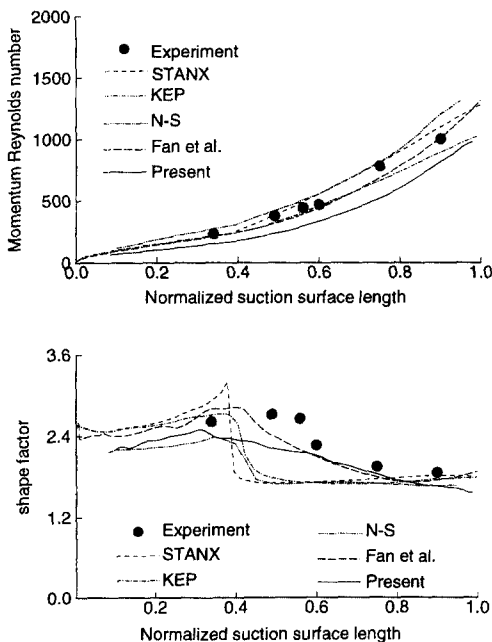 2000
1500
1000
500
0
Momentum Reynolds number
Experiment
STANX
KEP
N-S
Fan et al.
Present
0.0 0.2 0.4 0.6 0.8 1.0
Normalized suction surface length
3.6
2.4
1.2
0.0
shape factor
Experiment
STANX
KEP
N-S
Fan et al.
Present
0.2 0.4 0.6 0.8 1.0
Normalized suction surface length